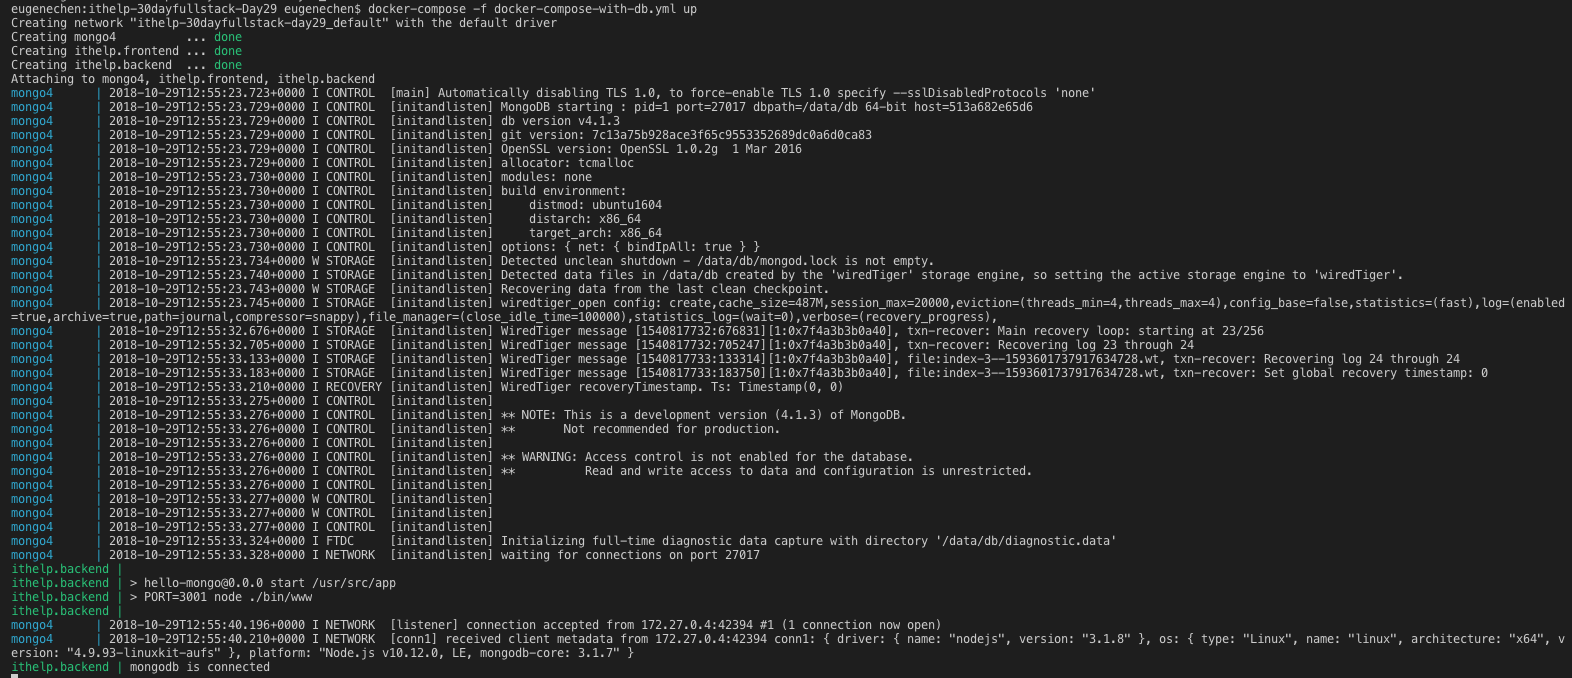 eugenechen:ithelp-30dayfullstack-Day29 eugenechen$ docker-compose -f docker-compose-with-db.yml up
Creating network "ithelp-30dayfullstack-day29_default" with the default driver
Creating mongo4          ... done
Creating ithelp.frontend ... done
Creating ithelp.backend  ... done
Attaching to mongo4, ithelp.frontend, ithelp.backend
mongo4      | 2018-10-29T12:55:23.723+0000 I CONTROL  [main] Automatically disabling TLS 1.0, to force-enable TLS 1.0 specify --sslDisabledProtocols 'none'
mongo4      | 2018-10-29T12:55:23.729+0000 I CONTROL  [initandlisten] MongoDB starting : pid=1 port=27017 dbpath=/data/db 64-bit host=513a682e65d6
mongo4      | 2018-10-29T12:55:23.729+0000 I CONTROL  [initandlisten] db version v4.1.3
mongo4      | 2018-10-29T12:55:23.729+0000 I CONTROL  [initandlisten] git version: 7c13a75b928ace3f65c9553352689dc0a6d0ca83
mongo4      | 2018-10-29T12:55:23.729+0000 I CONTROL  [initandlisten] OpenSSL version: OpenSSL 1.0.2g  1 Mar 2016
mongo4      | 2018-10-29T12:55:23.729+0000 I CONTROL  [initandlisten] allocator: tcmalloc
mongo4      | 2018-10-29T12:55:23.730+0000 I CONTROL  [initandlisten] modules: none
mongo4      | 2018-10-29T12:55:23.730+0000 I CONTROL  [initandlisten] build environment:
mongo4      | 2018-10-29T12:55:23.730+0000 I CONTROL  [initandlisten]     distmod: ubuntu1604
mongo4      | 2018-10-29T12:55:23.730+0000 I CONTROL  [initandlisten]     distarch: x86_64
mongo4      | 2018-10-29T12:55:23.730+0000 I CONTROL  [initandlisten]     target_arch: x86_64
mongo4      | 2018-10-29T12:55:23.730+0000 I CONTROL  [initandlisten] options: { net: { bindIpAll: true } }
mongo4      | 2018-10-29T12:55:23.734+0000 W STORAGE  [initandlisten] Detected unclean shutdown - /data/db/mongod.lock is not empty.
mongo4      | 2018-10-29T12:55:23.740+0000 I STORAGE  [initandlisten] Detected data files in /data/db created by the 'wiredTiger' storage engine, so setting the active storage engine to 'wiredTiger'.
mongo4      | 2018-10-29T12:55:23.743+0000 W STORAGE  [initandlisten] Recovering data from the last clean checkpoint.
mongo4      | 2018-10-29T12:55:23.745+0000 I STORAGE  [initandlisten] wiredtiger_open config: create,cache_size=487M,session_max=20000,eviction=(threads_min=4,threads_max=4),config_base=false,statistics=(fast),log=(enabled
=true,archive=true,path=journal,compressor=snappy),file_manager=(close_idle_time=100000),statistics_log=(wait=0),verbose=(recovery_progress),
mongo4      | 2018-10-29T12:55:32.676+0000 I STORAGE  [initandlisten] WiredTiger message [1540817732:676831][1:0x7f4a3b3b0a40], txn-recover: Main recovery loop: starting at 23/256
mongo4      | 2018-10-29T12:55:32.705+0000 I STORAGE  [initandlisten] WiredTiger message [1540817732:705247][1:0x7f4a3b3b0a40], txn-recover: Recovering log 23 through 24
mongo4      | 2018-10-29T12:55:33.133+0000 I STORAGE  [initandlisten] WiredTiger message [1540817733:133314][1:0x7f4a3b3b0a40], file:index-3--1593601737917634728.wt, txn-recover: Recovering log 24 through 24
mongo4      | 2018-10-29T12:55:33.183+0000 I STORAGE  [initandlisten] WiredTiger message [1540817733:183750][1:0x7f4a3b3b0a40], file:index-3--1593601737917634728.wt, txn-recover: Set global recovery timestamp: 0
mongo4      | 2018-10-29T12:55:33.210+0000 I RECOVERY [initandlisten] WiredTiger recoveryTimestamp. Ts: Timestamp(0, 0)
mongo4      | 2018-10-29T12:55:33.275+0000 I CONTROL  [initandlisten]
mongo4      | 2018-10-29T12:55:33.276+0000 I CONTROL  [initandlisten] ** NOTE: This is a development version (4.1.3) of MongoDB.
mongo4      | 2018-10-29T12:55:33.276+0000 I CONTROL  [initandlisten] **       Not recommended for production.
mongo4      | 2018-10-29T12:55:33.276+0000 I CONTROL  [initandlisten]
mongo4      | 2018-10-29T12:55:33.276+0000 I CONTROL  [initandlisten] ** WARNING: Access control is not enabled for the database.
mongo4      | 2018-10-29T12:55:33.276+0000 I CONTROL  [initandlisten] **          Read and write access to data and configuration is unrestricted.
mongo4      | 2018-10-29T12:55:33.276+0000 I CONTROL  [initandlisten]
mongo4      | 2018-10-29T12:55:33.277+0000 W CONTROL  [initandlisten]
mongo4      | 2018-10-29T12:55:33.277+0000 W CONTROL  [initandlisten]
mongo4      | 2018-10-29T12:55:33.277+0000 I CONTROL  [initandlisten]
mongo4      | 2018-10-29T12:55:33.324+0000 I FTDC     [initandlisten] Initializing full-time diagnostic data capture with directory '/data/db/diagnostic.data'
mongo4      | 2018-10-29T12:55:33.328+0000 I NETWORK  [initandlisten] waiting for connections on port 27017
ithelp.backend |
ithelp.backend | > hello-mongo@0.0.0 start /usr/src/app
ithelp.backend | > PORT=3001 node ./bin/www
ithelp.backend |
mongo4      | 2018-10-29T12:55:40.196+0000 I NETWORK  [listener] connection accepted from 172.27.0.4:42394 #1 (1 connection now open)
mongo4      | 2018-10-29T12:55:40.210+0000 I NETWORK  [conn1] received client metadata from 172.27.0.4:42394 conn1: { driver: { name: "nodejs", version: "3.1.8" }, os: { type: "Linux", name: "linux", architecture: "x64", v
ersion: "4.9.93-linuxkit-aufs" }, platform: "Node.js v10.12.0, LE, mongodb-core: 3.1.7" }
ithelp.backend | mongodb is connected